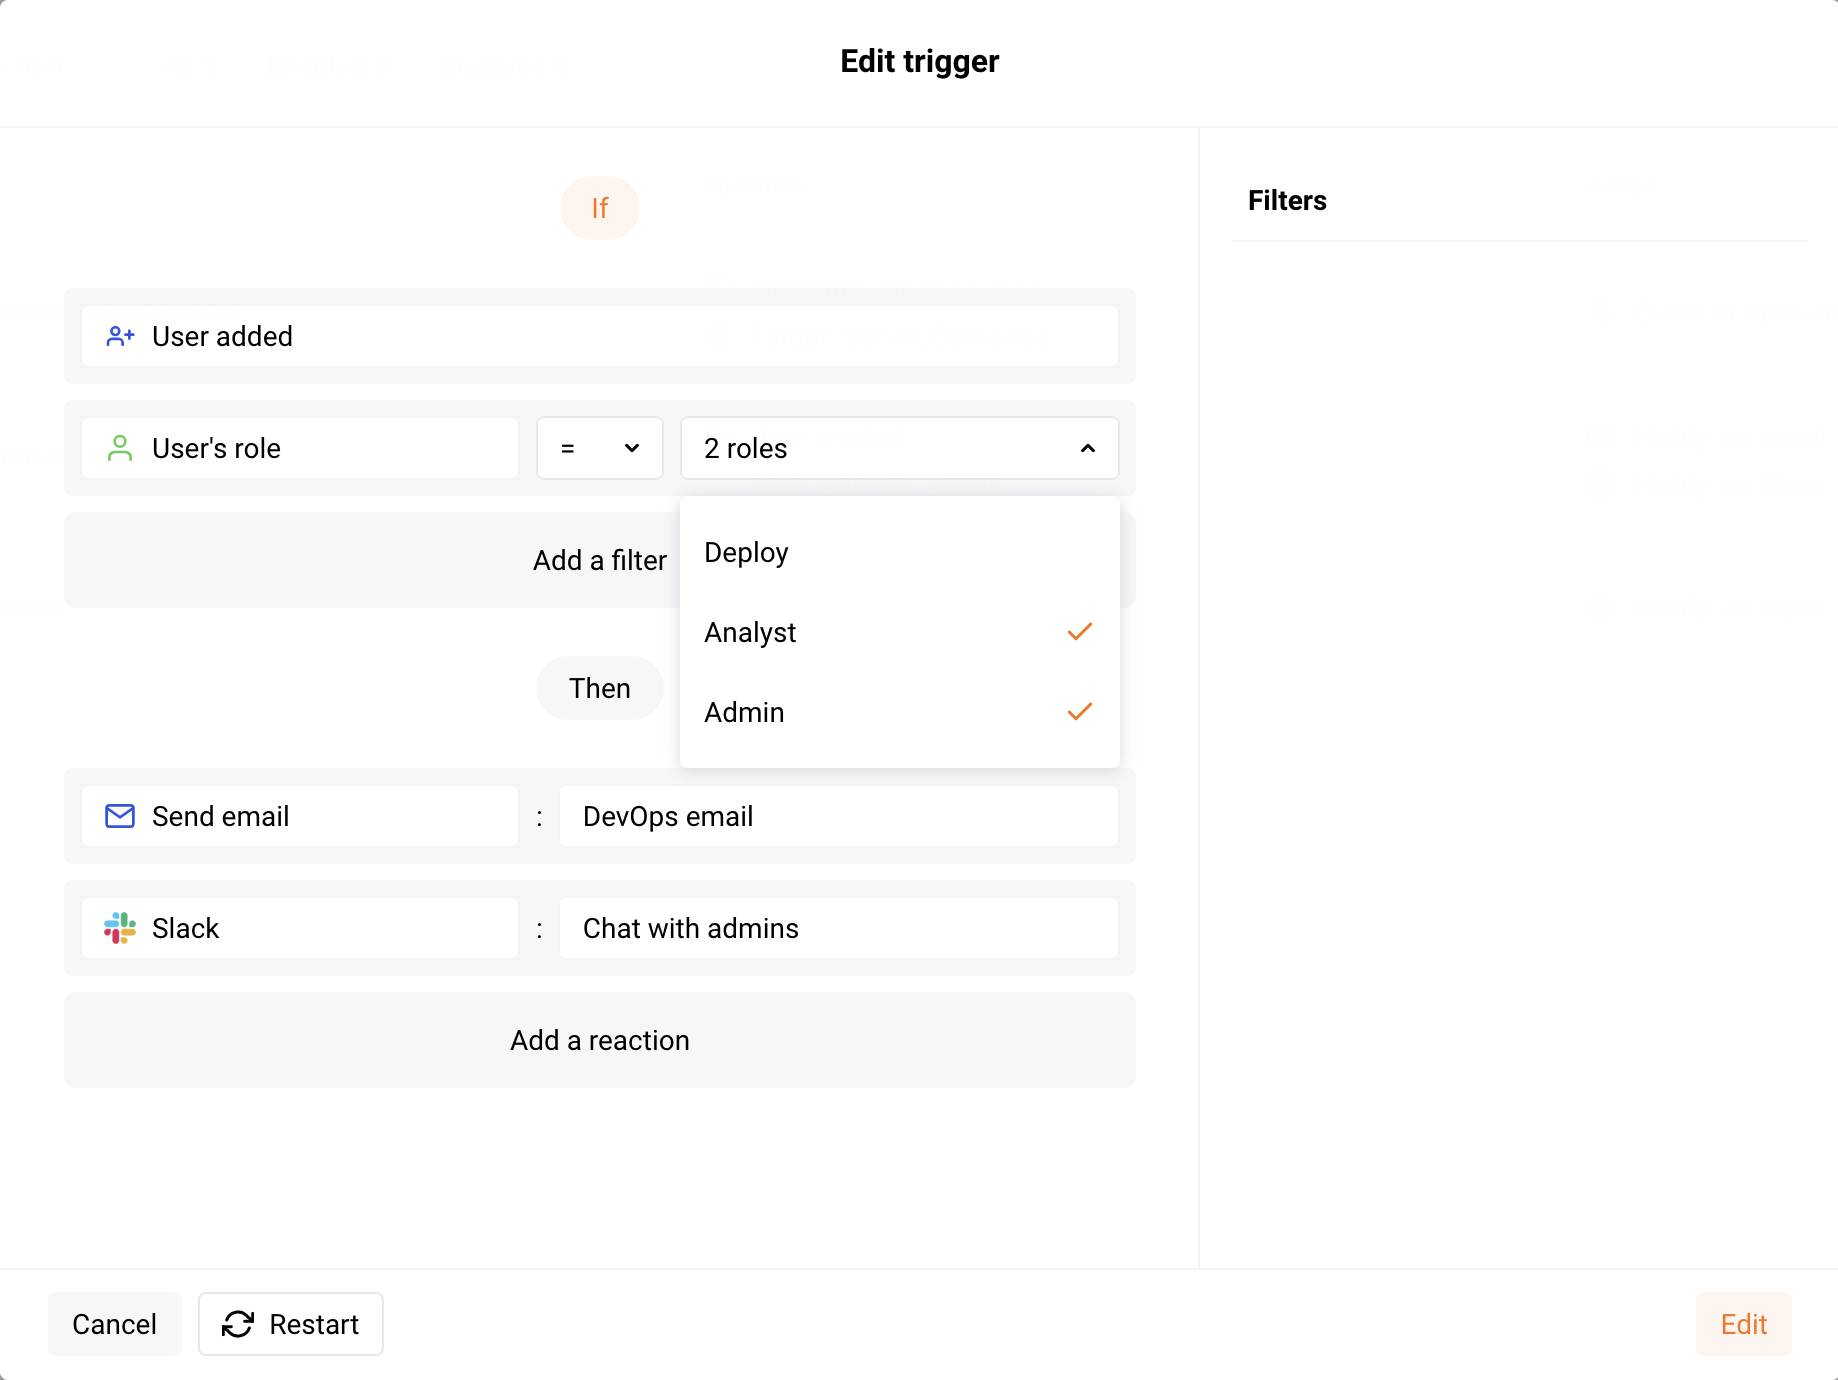 Edit trigger
If
Filters
User added
User's role
=
2 roles
Deploy
Add a filter
Analyst
Then
Admin
Send email : DevOps email
Slack : Chat with admins
Add a reaction
Cancel
Restart
Edit